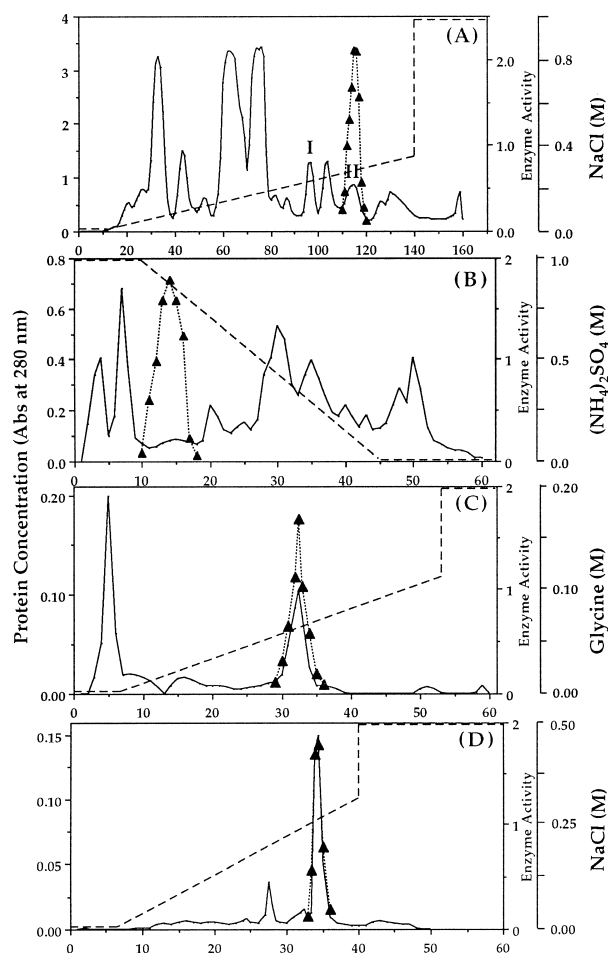 Protein Concentration (Abs at 280 nm)
(A)
4
3
2
1
0
I
II
2.0
1.0
0.0
Enzyme Activity
0.8
0.4
0.0
NaCl (M)
0 20 40 60 80 100 120 140 160
(B)
0.8
0.6
0.4
0.2
0.0
2
1
0
Enzyme Activity
1.0
0.5
0.0
(NH4)2SO4 (M)
0 10 20 30 40 50 60
(C)
0.20
0.10
0.00
2
1
0
Enzyme Activity
0.20
0.10
0.00
Glycine (M)
0 10 20 30 40 50 60
(D)
0.15
0.10
0.05
0.00
2
1
0
Enzyme Activity
0.50
0.25
0.00
NaCl (M)
0 10 20 30 40 50 60